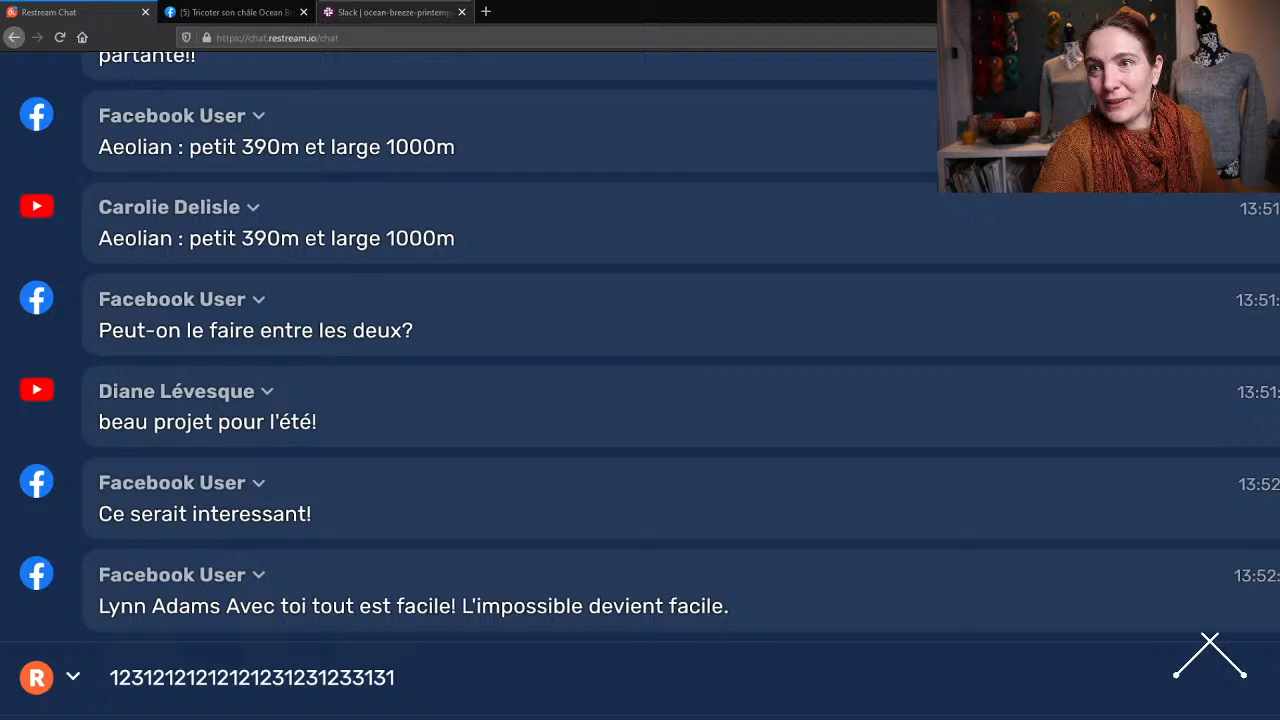 Restream Chat
(5) Tricoter son châle Ocean B
Slack | ocean-breeze-printemp
https://chat.restream.io/chat
partante!!
Facebook User
Aeolian : petit 390m et large 1000m
Carolie Delisle
13:51
Aeolian : petit 390m et large 1000m
Facebook User
13:51:
Peut-on le faire entre les deux?
Diane Lévesque
13:51:
beau projet pour l'été!
Facebook User
13:52
Ce serait interessant!
Facebook User
13:52:
Lynn Adams Avec toi tout est facile! L'impossible devient facile.
R
12312121212121231231233131